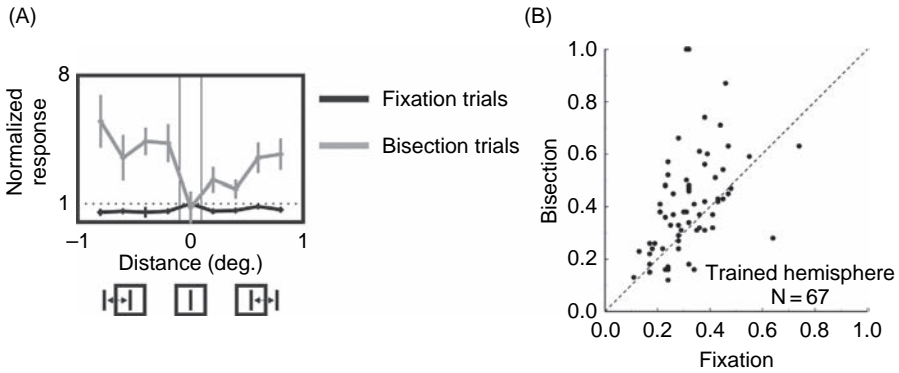 (A)
8
Normalized
response
1
−1
0
1
Distance (deg.)
Fixation trials
Bisection trials
(B)
1.0
0.8
0.6
0.4
0.2
0.0
Bisection
Trained hemisphere
N = 67
0.0 0.2 0.4 0.6 0.8 1.0
Fixation